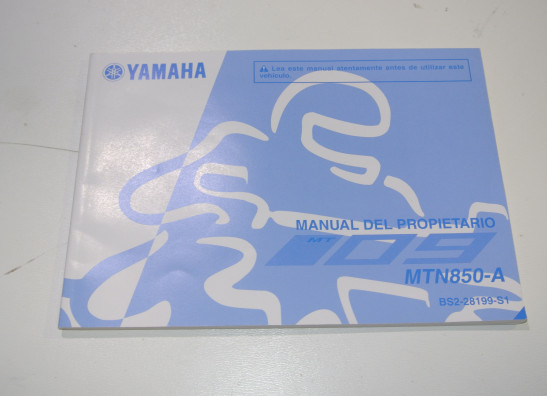 YAMAHA
Lea este manual atentamente antes de utilizar este
vehículo.
MANUAL DEL PROPIETARIO
MT 09
MTN850-A
BS2-28199-S1